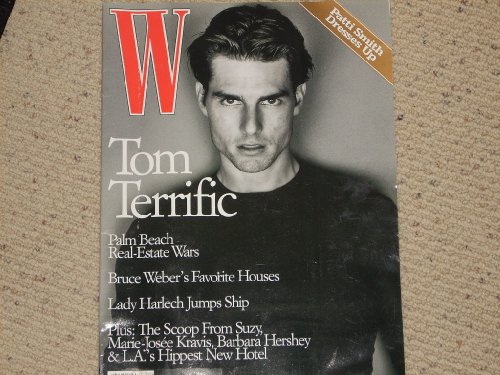 W
Patti Smith
Dresses Up
Tom
Terrific
Palm Beach
Real-Estate Wars
Bruce Weber's Favorite Houses
Lady Harlech Jumps Ship
Plus: The Scoop From Suzy,
Marie-Josée Kravis, Barbara Hershey
& L.A.'s Hippest New Hotel